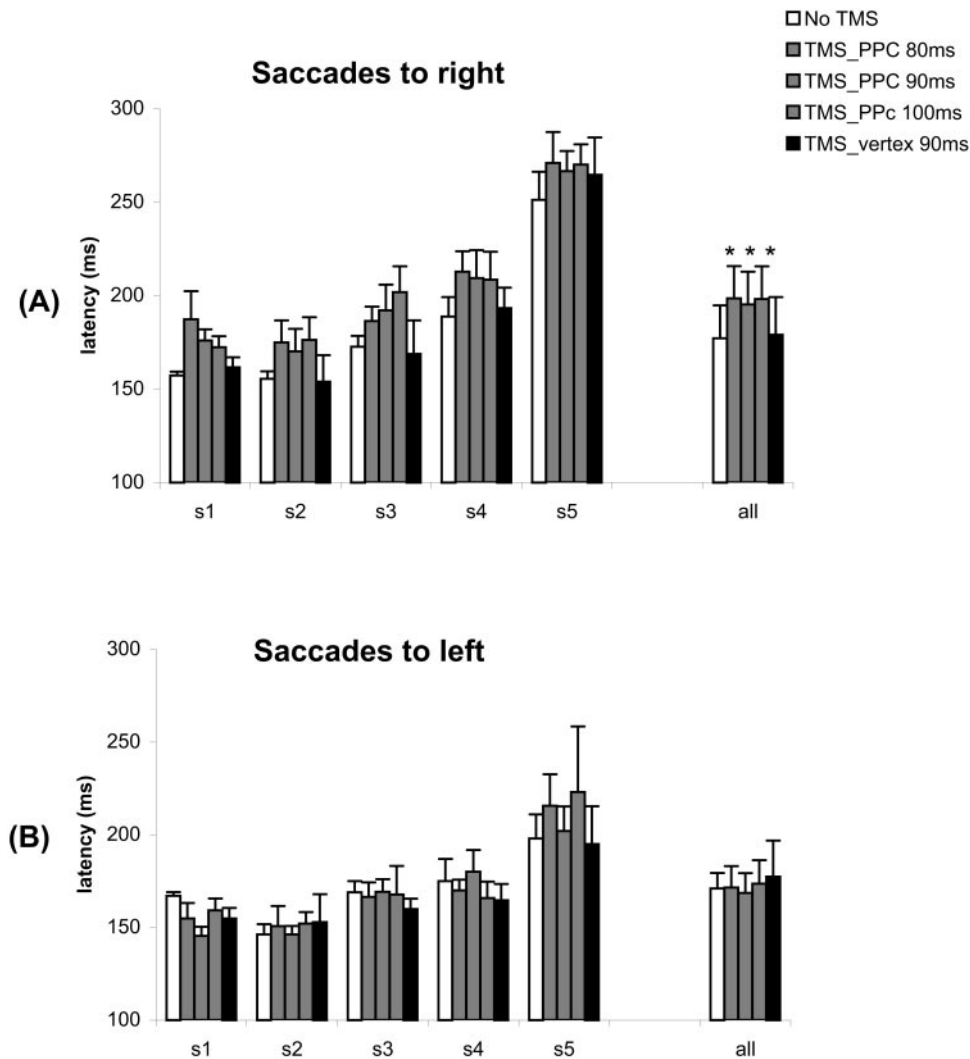 No TMS
TMS_PPC 80ms
TMS_PPC 90ms
TMS_PPc 100ms
TMS_vertex 90ms
Saccades to right
(A)
latency (ms)
300
250
200
150
100
* * *
s1 s2 s3 s4 s5 all
Saccades to left
(B)
latency (ms)
300
250
200
150
100
s1 s2 s3 s4 s5 all